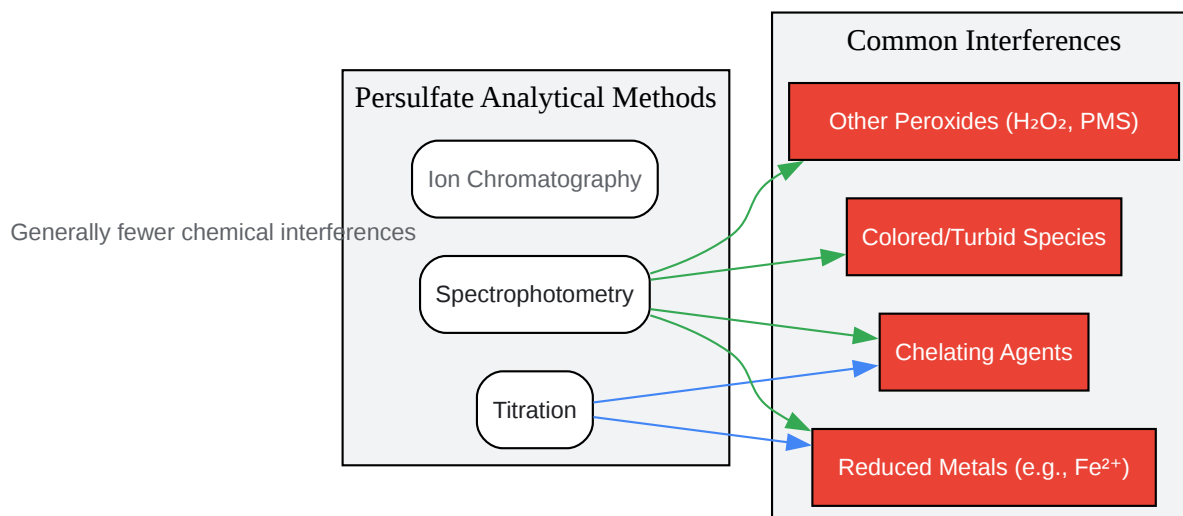 Persulfate Analytical Methods
Ion Chromatography
Generally fewer chemical interferences
Spectrophotometry
Titration
Common Interferences
Other Peroxides (H₂O₂, PMS)
Colored/Turbid Species
Chelating Agents
Reduced Metals (e.g., Fe²⁺)